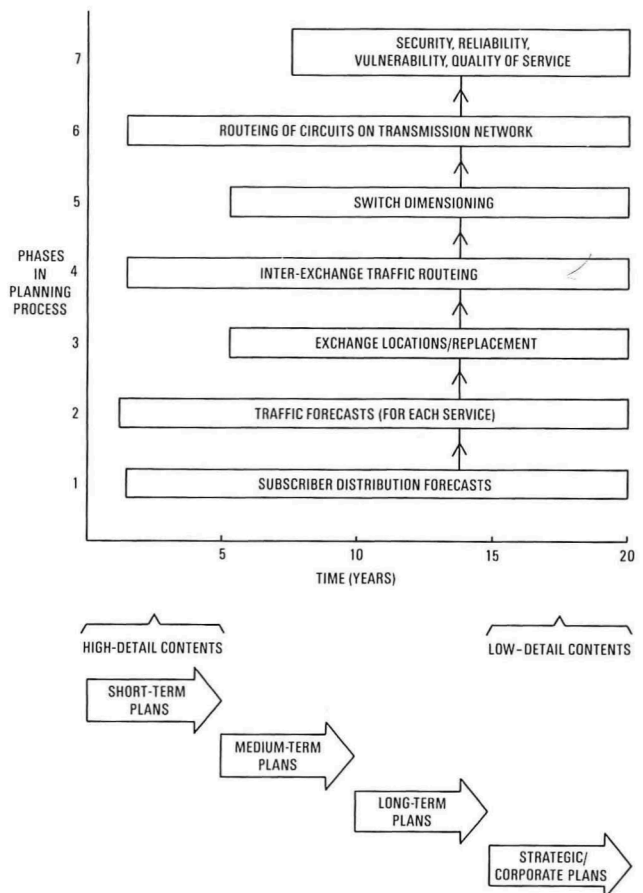 7
SECURITY, RELIABILITY,
VULNERABILITY, QUALITY OF SERVICE
6
ROUTEING OF CIRCUITS ON TRANSMISSION NETWORK
5
SWITCH DIMENSIONING
PHASES
IN
PLANNING
PROCESS
4
INTER-EXCHANGE TRAFFIC ROUTEING
3
EXCHANGE LOCATIONS/REPLACEMENT
2
TRAFFIC FORECASTS (FOR EACH SERVICE)
1
SUBSCRIBER DISTRIBUTION FORECASTS
5 10 15 20
TIME (YEARS)
HIGH-DETAIL CONTENTS
LOW-DETAIL CONTENTS
SHORT-TERM
PLANS
MEDIUM-TERM
PLANS
LONG-TERM
PLANS
STRATEGIC/
CORPORATE PLANS